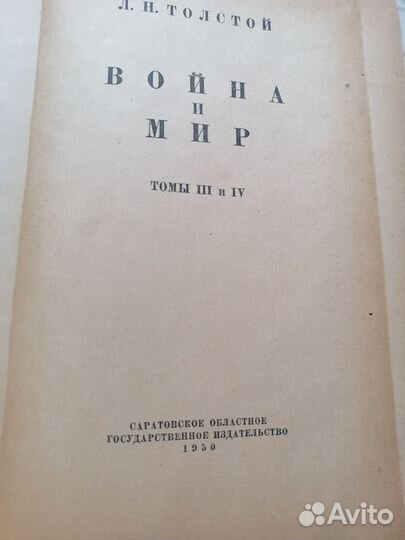 Л. Н. ТОЛСТОЙ
ВОЙНА
И
МИР
ТОМЫ III и IV
САРАТОВСКОЕ ОБЛАСТНОЕ
ГОСУДАРСТВЕННОЕ ИЗДАТЕЛЬСТВО
1950
Avito